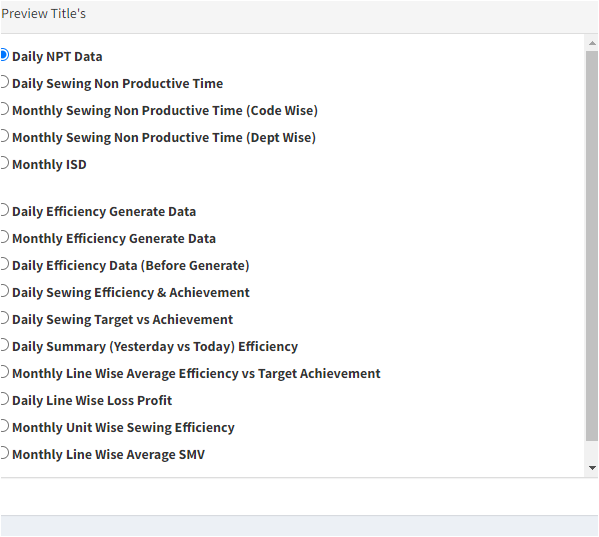 Preview Title's
Daily NPT Data
Daily Sewing Non Productive Time
Monthly Sewing Non Productive Time (Code Wise)
Monthly Sewing Non Productive Time (Dept Wise)
Monthly ISD
Daily Efficiency Generate Data
Monthly Efficiency Generate Data
Daily Efficiency Data (Before Generate)
Daily Sewing Efficiency & Achievement
Daily Sewing Target vs Achievement
Daily Summary (Yesterday vs Today) Efficiency
Monthly Line Wise Average Efficiency vs Target Achievement
Daily Line Wise Loss Profit
Monthly Unit Wise Sewing Efficiency
Monthly Line Wise Average SMV